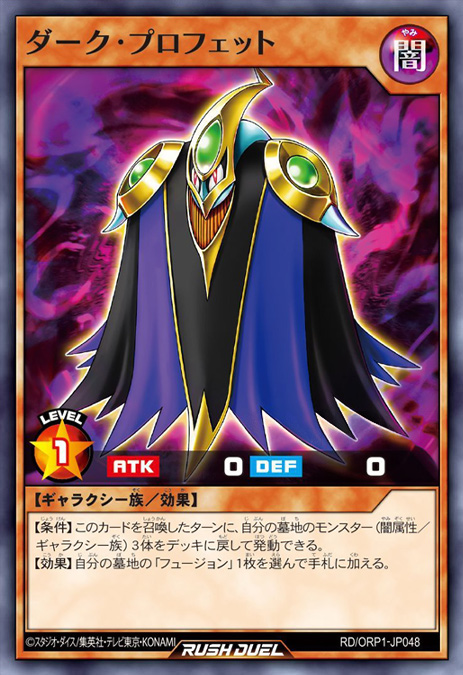 ダーク・プロフェット
やみ
闇
LEVEL
1
ATK 0 DEF 0
【ギャラクシー族／効果】
【条件】このカードを召喚したターンに、自分の墓地のモンスター（闇属性／
ギャラクシー族）３体をデッキに戻して発動できる。
【効果】自分の墓地の「フュージョン」１枚を選んで手札に加える。
©スタジオ・ダイス/集英社・テレビ東京・KONAMI
RUSH DUEL
RD/ORP1-JP048